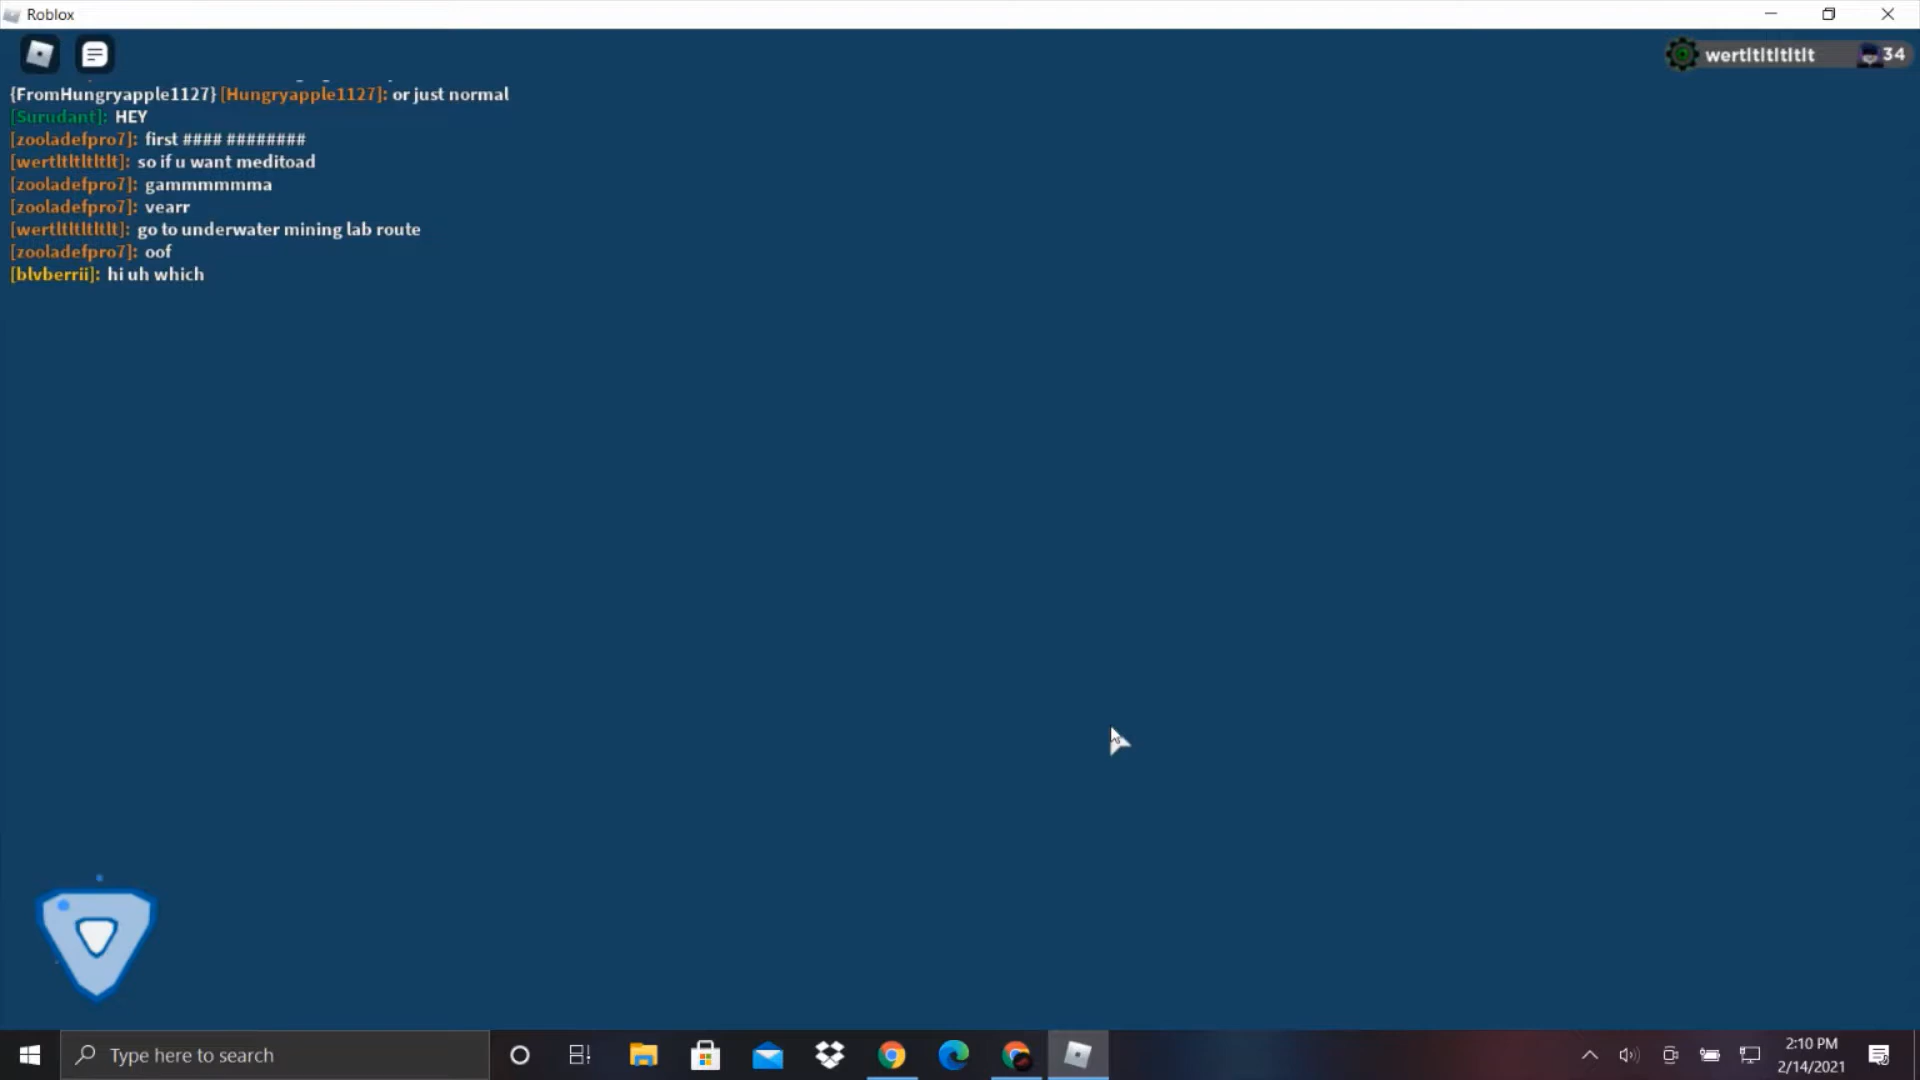 Roblox
wertltltltltlt 34
{FromHungryapple1127} [Hungryapple1127]: or just normal
[Surudant]: HEY
[zooladefpro7]: first #### ########
[wertltltltltlt]: so if u want meditoad
[zooladefpro7]: gammmmmma
[zooladefpro7]: vearr
[wertltltltltlt]: go to underwater mining lab route
[zooladefpro7]: oof
[blvberrii]: hi uh which
Type here to search
2:10 PM
2/14/2021